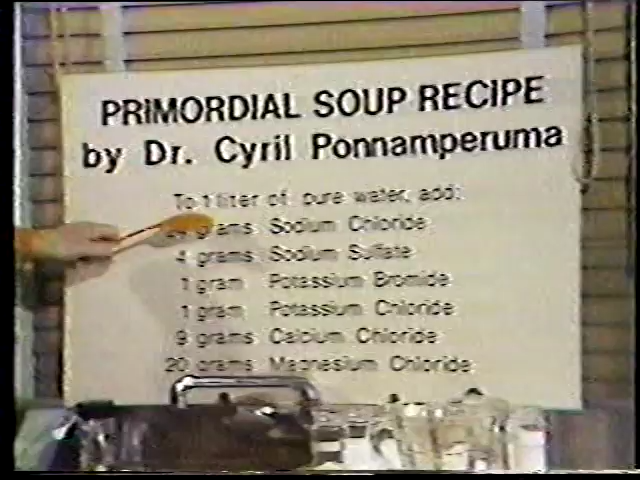 PRIMORDIAL SOUP RECIPE
by Dr. Cyril Ponnamperuma
To 1 liter of pure water, add:
grams Sodium Chloride
4 grams Sodium Sulfate
1 gram Potassium Bromide
1 gram Potassium Chloride
9 grams Calcium Chloride
20 grams Magnesium Chloride